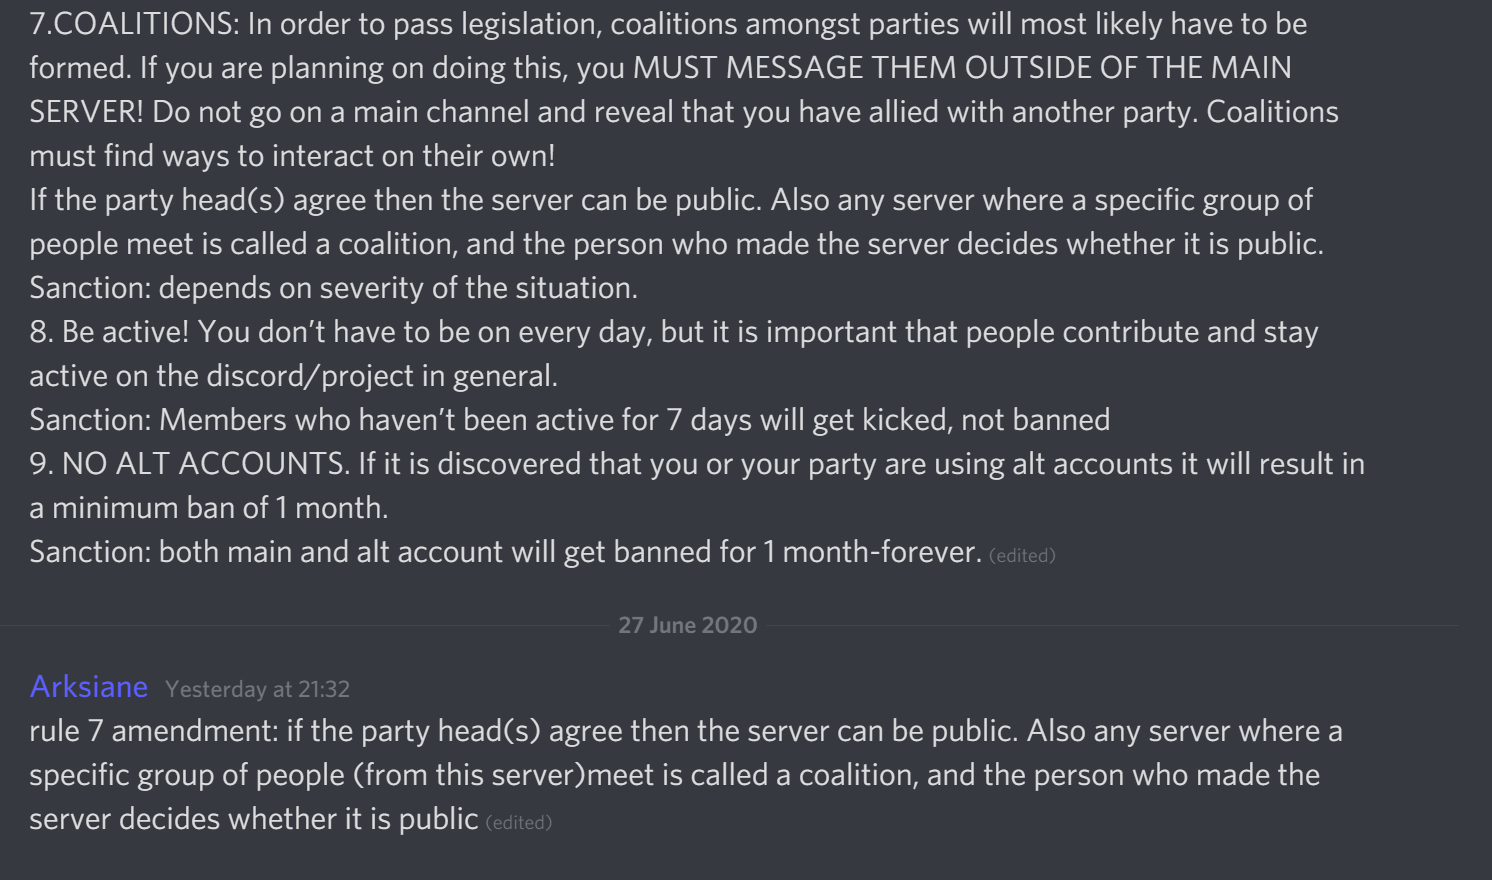 7.COALITIONS: In order to pass legislation, coalitions amongst parties will most likely have to be
formed. If you are planning on doing this, you MUST MESSAGE THEM OUTSIDE OF THE MAIN
SERVER! Do not go on a main channel and reveal that you have allied with another party. Coalitions
must find ways to interact on their own!
If the party head(s) agree then the server can be public. Also any server where a specific group of
people meet is called a coalition, and the person who made the server decides whether it is public.
Sanction: depends on severity of the situation.
8. Be active! You don’t have to be on every day, but it is important that people contribute and stay
active on the discord/project in general.
Sanction: Members who haven’t been active for 7 days will get kicked, not banned
9. NO ALT ACCOUNTS. If it is discovered that you or your party are using alt accounts it will result in
a minimum ban of 1 month.
Sanction: both main and alt account will get banned for 1 month-forever. (edited)
27 June 2020
Arksiane Yesterday at 21:32
rule 7 amendment: if the party head(s) agree then the server can be public. Also any server where a
specific group of people (from this server)meet is called a coalition, and the person who made the
server decides whether it is public (edited)